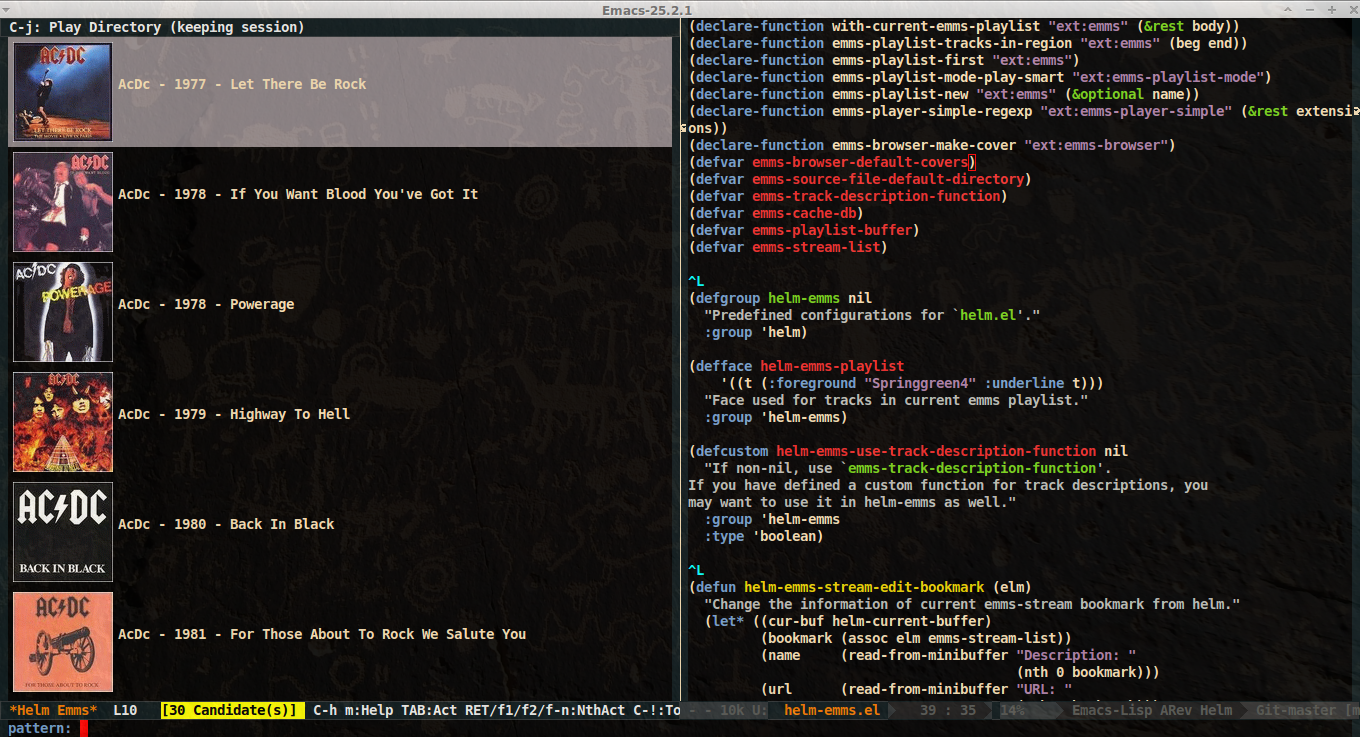 Emacs-25.2.1
C-j: Play Directory (keeping session)
AC/DC
LET THERE BE ROCK
AcDc - 1977 - Let There Be Rock
AC/DC
AcDc - 1978 - If You Want Blood You've Got It
AC/DC
POWERAGE
AcDc - 1978 - Powerage
AC/DC
AcDc - 1979 - Highway To Hell
AC/DC
BACK IN BLACK
AcDc - 1980 - Back In Black
AC/DC
FOR THOSE ABOUT TO ROCK
AcDc - 1981 - For Those About To Rock We Salute You
*Helm Emms* L10 [30 Candidate(s)] C-h m:Help TAB:Act RET/f1/f2/f-n:NthAct C-!:To
pattern:
(declare-function with-current-emms-playlist "ext:emms" (&rest body))
(declare-function emms-playlist-tracks-in-region "ext:emms" (beg end))
(declare-function emms-playlist-first "ext:emms")
(declare-function emms-playlist-mode-play-smart "ext:emms-playlist-mode")
(declare-function emms-playlist-new "ext:emms" (&optional name))
(declare-function emms-player-simple-regexp "ext:emms-player-simple" (&rest extensi
ons))
(declare-function emms-browser-make-cover "ext:emms-browser")
(defvar emms-browser-default-covers)
(defvar emms-source-file-default-directory)
(defvar emms-track-description-function)
(defvar emms-cache-db)
(defvar emms-playlist-buffer)
(defvar emms-stream-list)
^L
(defgroup helm-emms nil
"Predefined configurations for `helm.el'."
:group 'helm)
(defface helm-emms-playlist
'((t (:foreground "Springgreen4" :underline t)))
"Face used for tracks in current emms playlist."
:group 'helm-emms)
(defcustom helm-emms-use-track-description-function nil
"If non-nil, use `emms-track-description-function'.
If you have defined a custom function for track descriptions, you
may want to use it in helm-emms as well."
:group 'helm-emms
:type 'boolean)
^L
(defun helm-emms-stream-edit-bookmark (elm)
"Change the information of current emms-stream bookmark from helm."
(let* ((cur-buf helm-current-buffer)
(bookmark (assoc elm emms-stream-list))
(name (read-from-minibuffer "Description: "
(nth 0 bookmark)))
(url (read-from-minibuffer "URL: "
- - 10k U: helm-emms.el 39 : 35 14% Emacs-Lisp ARev Helm Git-master [m